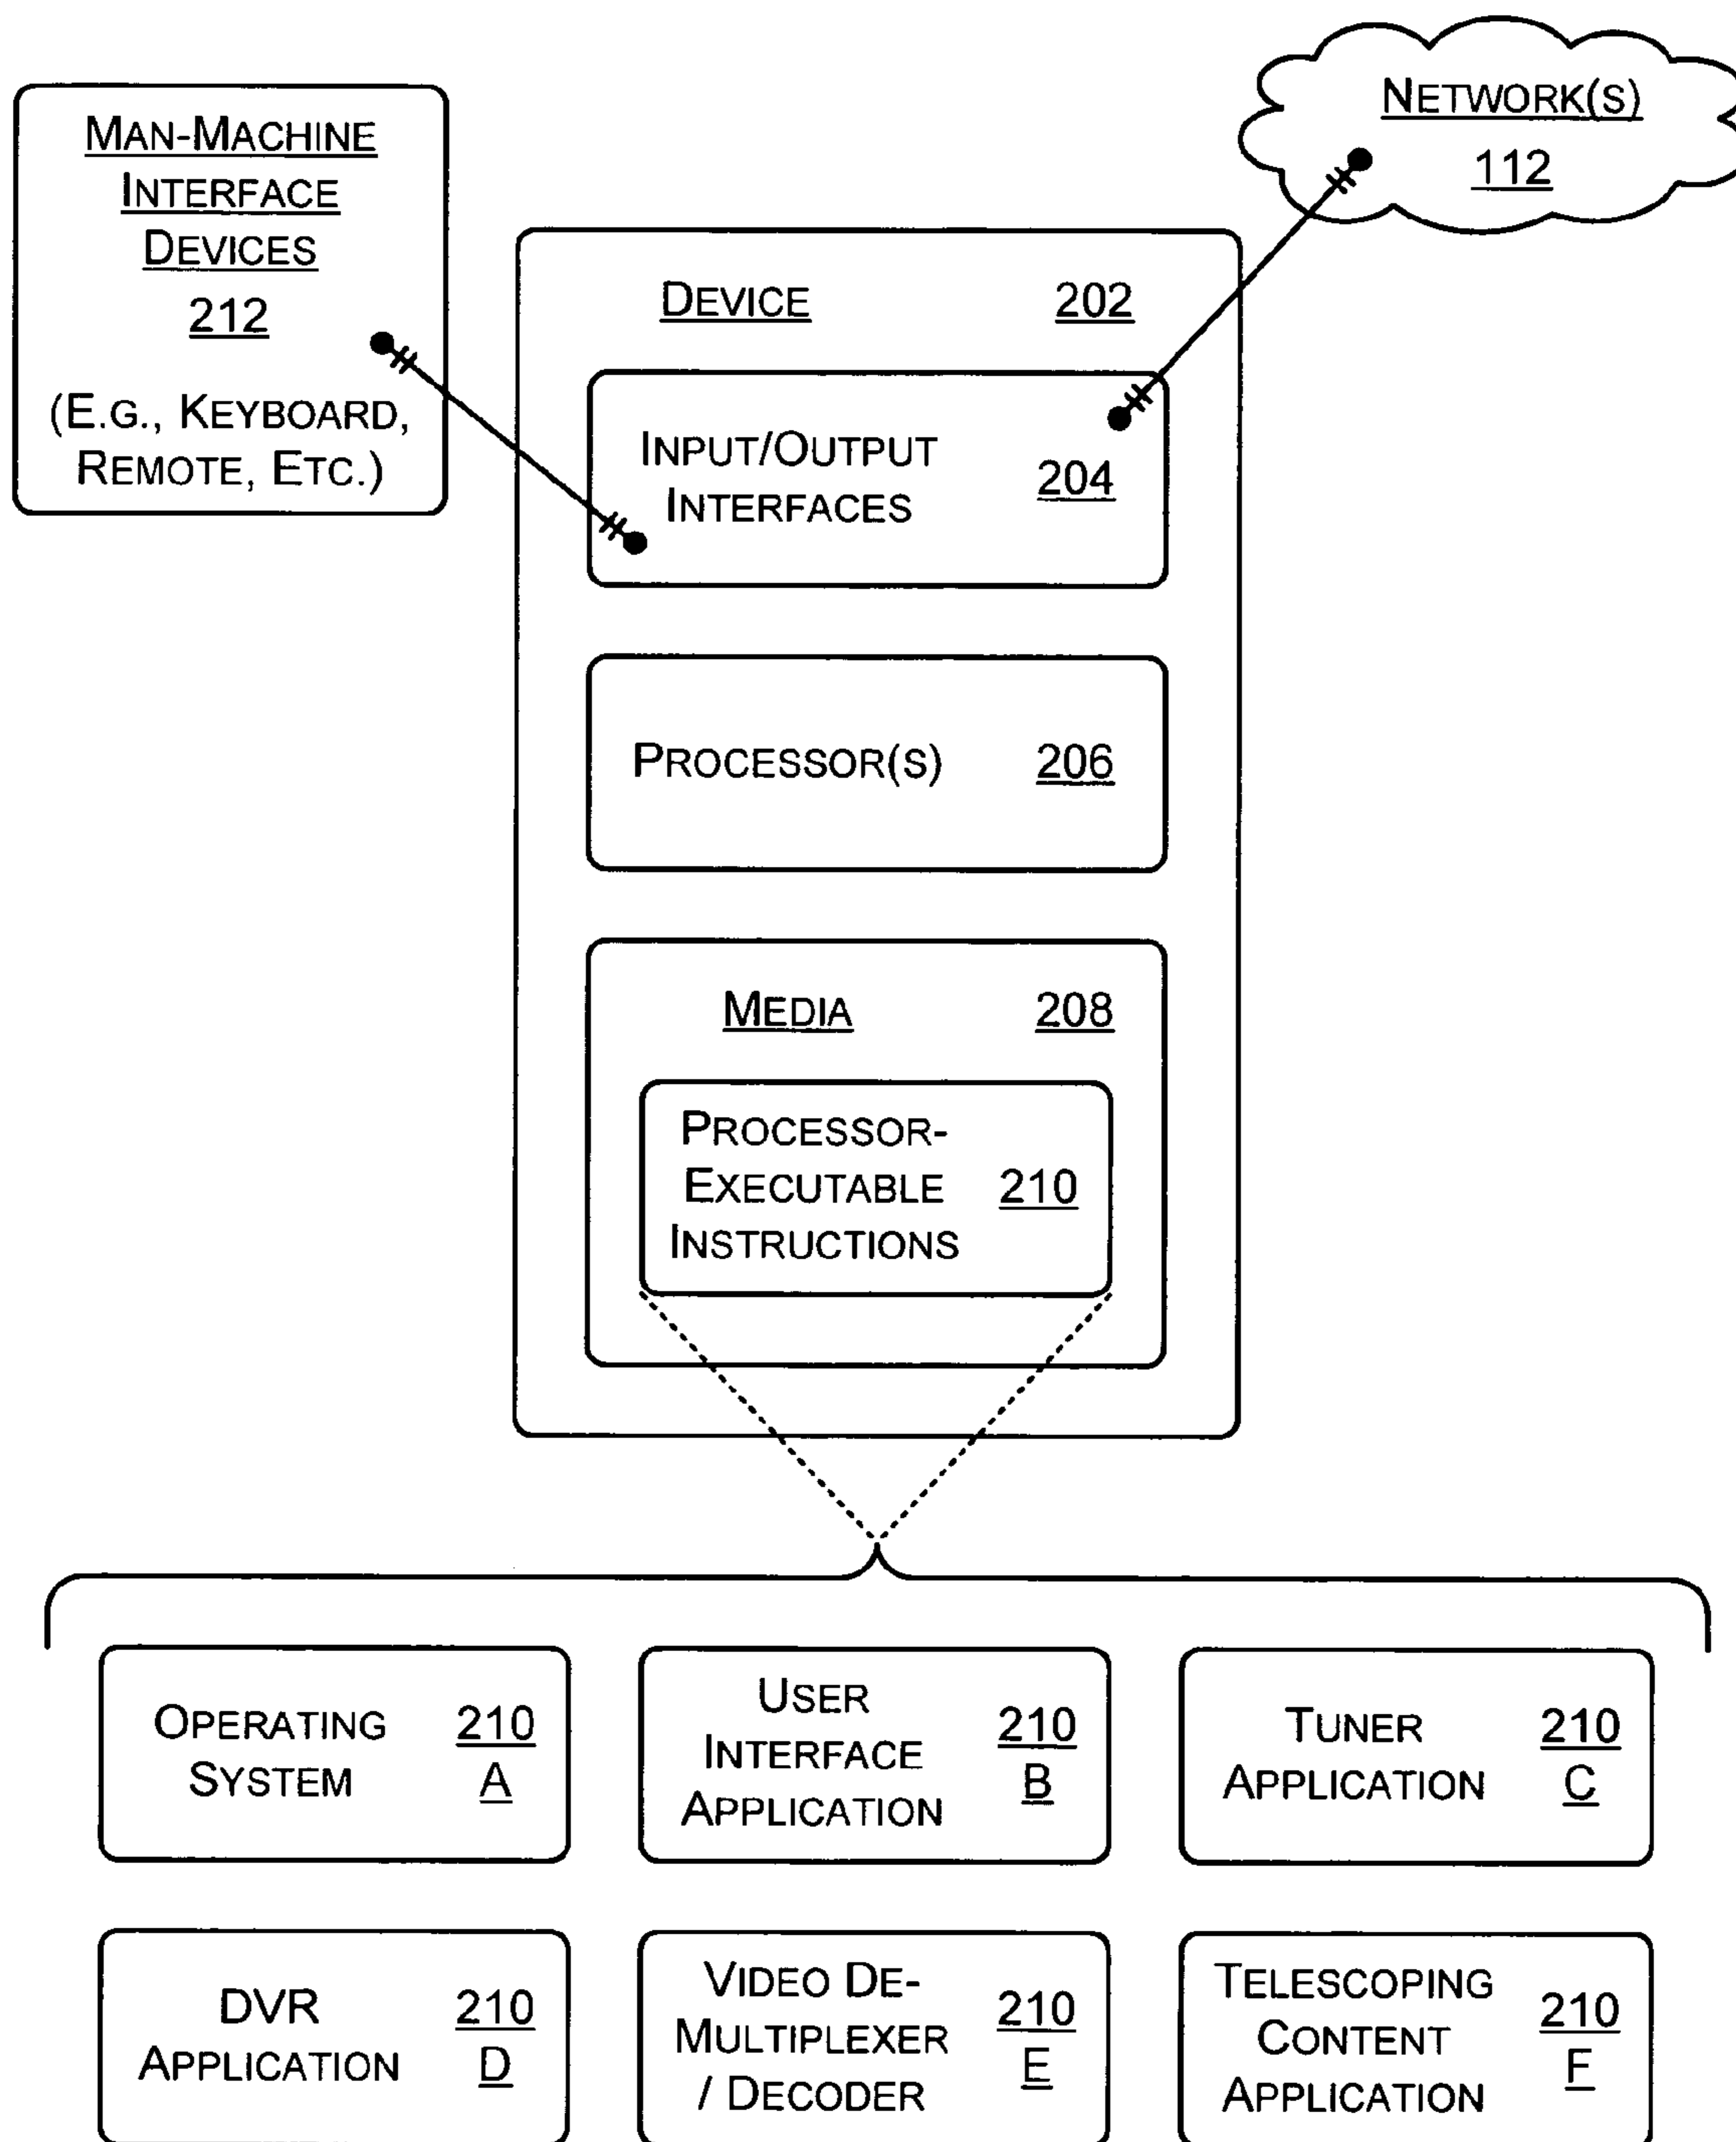 MAN-MACHINE
INTERFACE
DEVICES
212
(E.G., KEYBOARD,
REMOTE, ETC.)
NETWORK(S)
112
DEVICE 202
INPUT/OUTPUT
INTERFACES
204
PROCESSOR(S) 206
MEDIA 208
PROCESSOR-
EXECUTABLE
INSTRUCTIONS
210
OPERATING
SYSTEM
210
A
USER
INTERFACE
APPLICATION
210
B
TUNER
APPLICATION
210
C
DVR
APPLICATION
210
D
VIDEO DE-
MULTIPLEXER
/ DECODER
210
E
TELESCOPING
CONTENT
APPLICATION
210
F